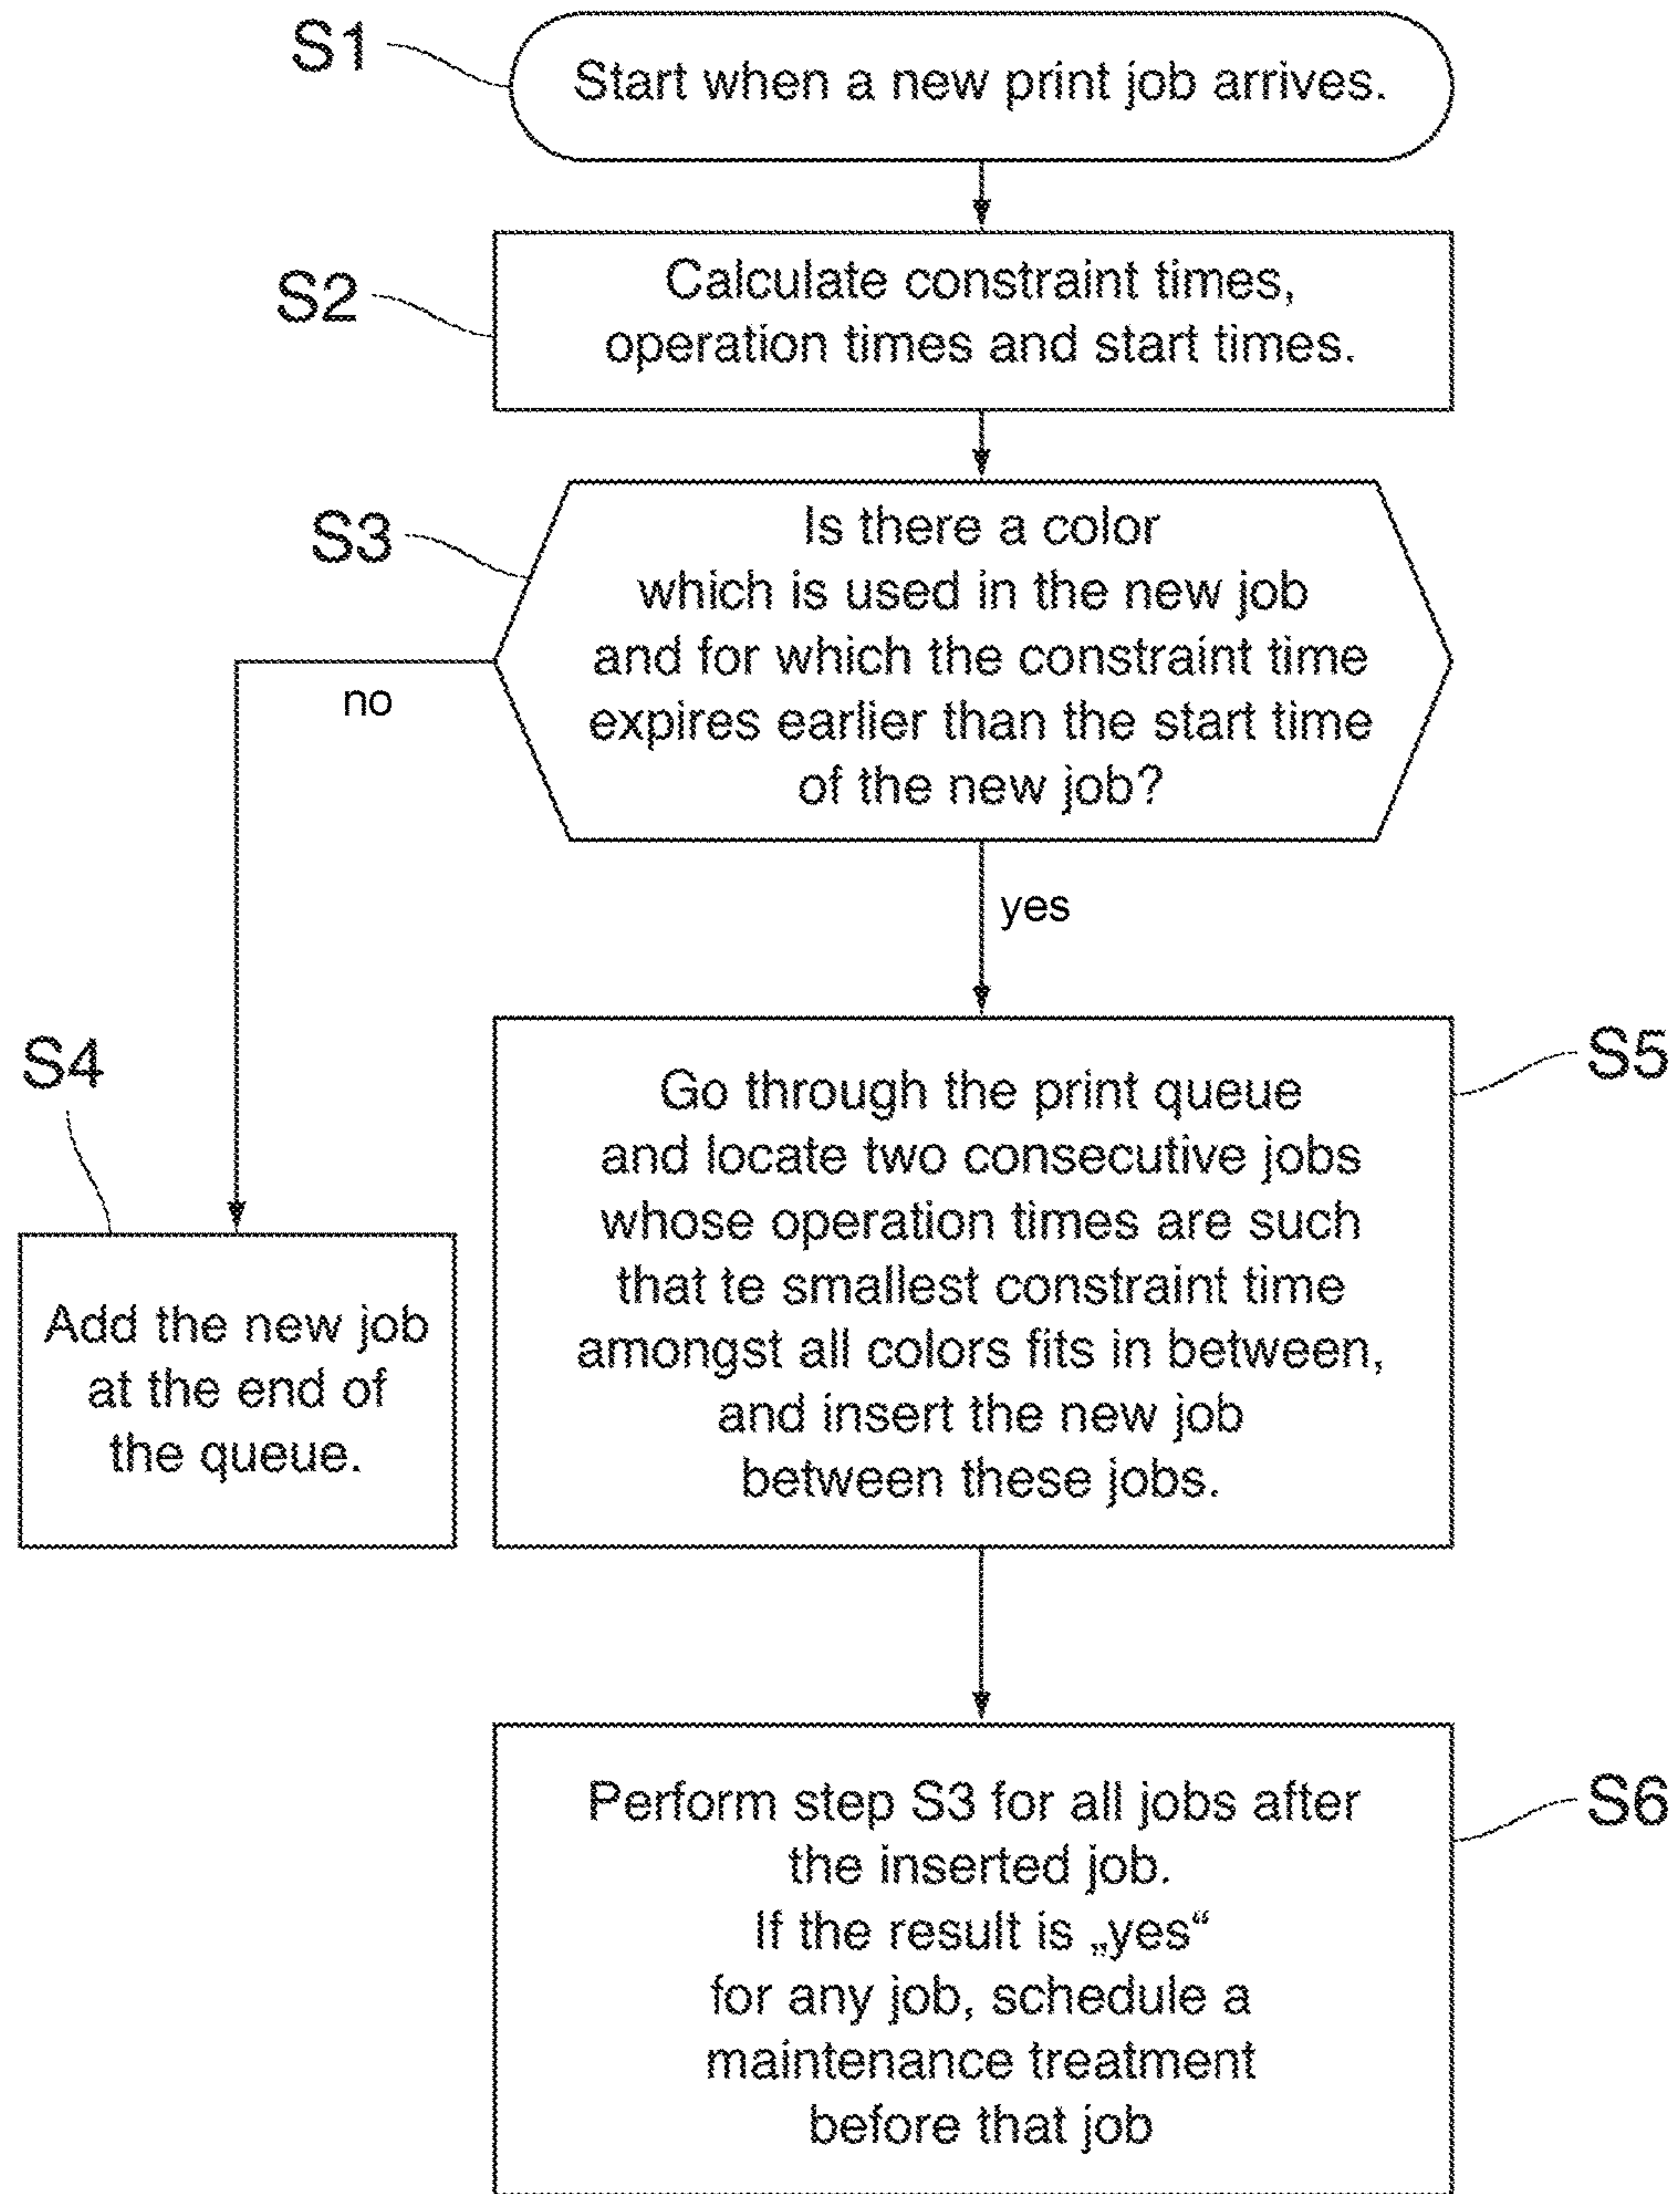 S1
Start when a new print job arrives.
S2
Calculate constraint times,
operation times and start times.
S3
Is there a color
which is used in the new job
and for which the constraint time
expires earlier than the start time
of the new job?
no
yes
S4
Add the new job
at the end of
the queue.
S5
Go through the print queue
and locate two consecutive jobs
whose operation times are such
that te smallest constraint time
amongst all colors fits in between,
and insert the new job
between these jobs.
S6
Perform step S3 for all jobs after
the inserted job.
If the result is „yes“
for any job, schedule a
maintenance treatment
before that job